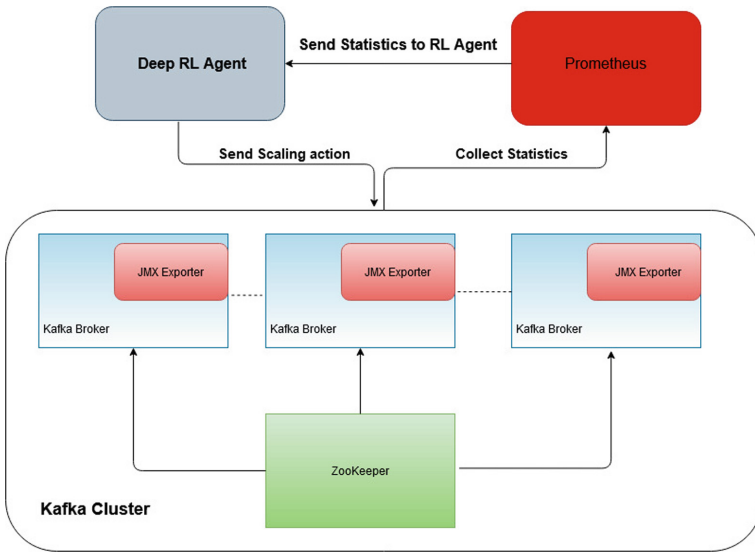 Deep RL Agent
Send Statistics to RL Agent
Prometheus
Send Scaling action
Collect Statistics
JMX Exporter
Kafka Broker
JMX Exporter
Kafka Broker
JMX Exporter
Kafka Broker
ZooKeeper
Kafka Cluster